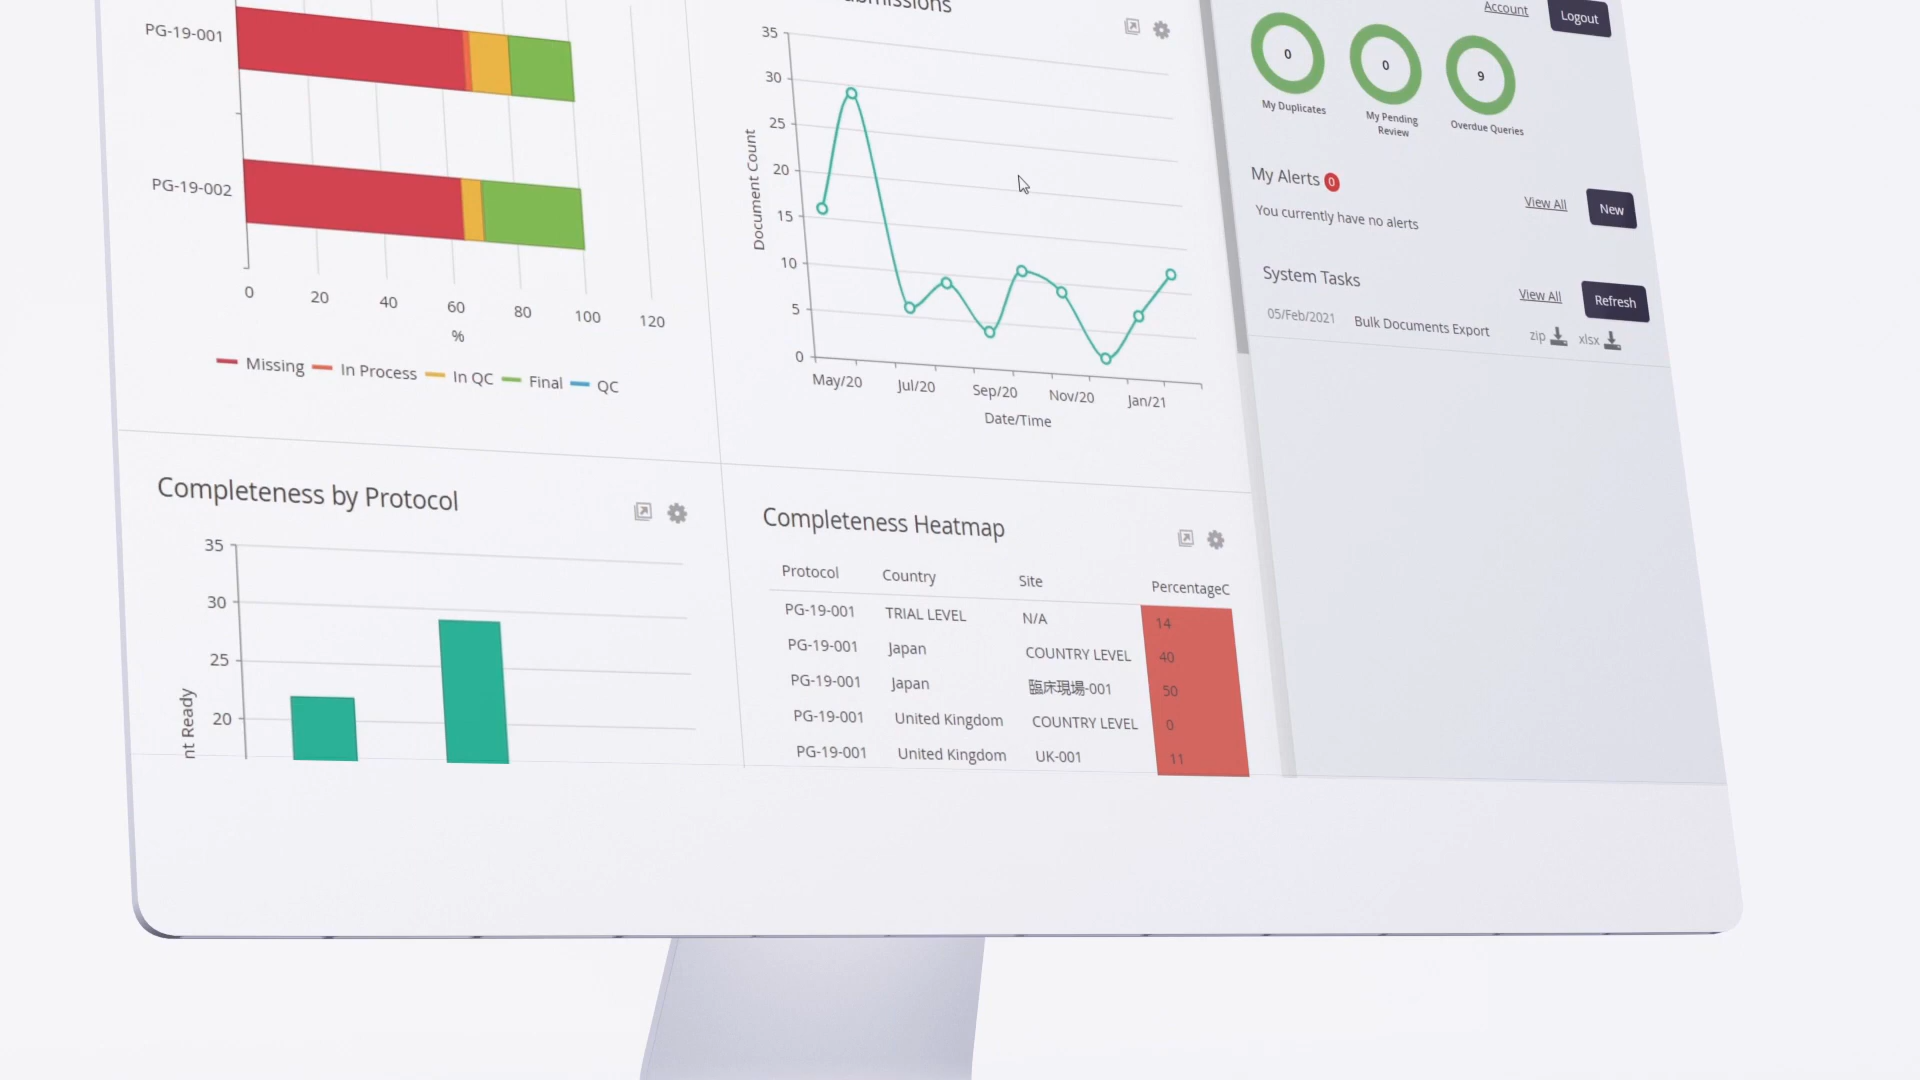 PG-19-001
PG-19-002
0 20 40 60 80 100 120
%
Missing In Process In QC Final QC
35
30
25
20
15
10
5
0
Document Count
May/20 Jul/20 Sep/20 Nov/20 Jan/21
Date/Time
Account Logout
0 0 9
My Duplicates
My Pending
Review
Overdue Queries
My Alerts 0
View All New
You currently have no alerts
System Tasks
View All Refresh
05/Feb/2021 Bulk Documents Export zip xlsx
Completeness by Protocol
35
30
25
20
nt Ready
Completeness Heatmap
Protocol Country Site PercentageC
PG-19-001 TRIAL LEVEL N/A 14
PG-19-001 Japan COUNTRY LEVEL 40
PG-19-001 Japan 臨床現場-001 50
PG-19-001 United Kingdom COUNTRY LEVEL 0
PG-19-001 United Kingdom UK-001 11